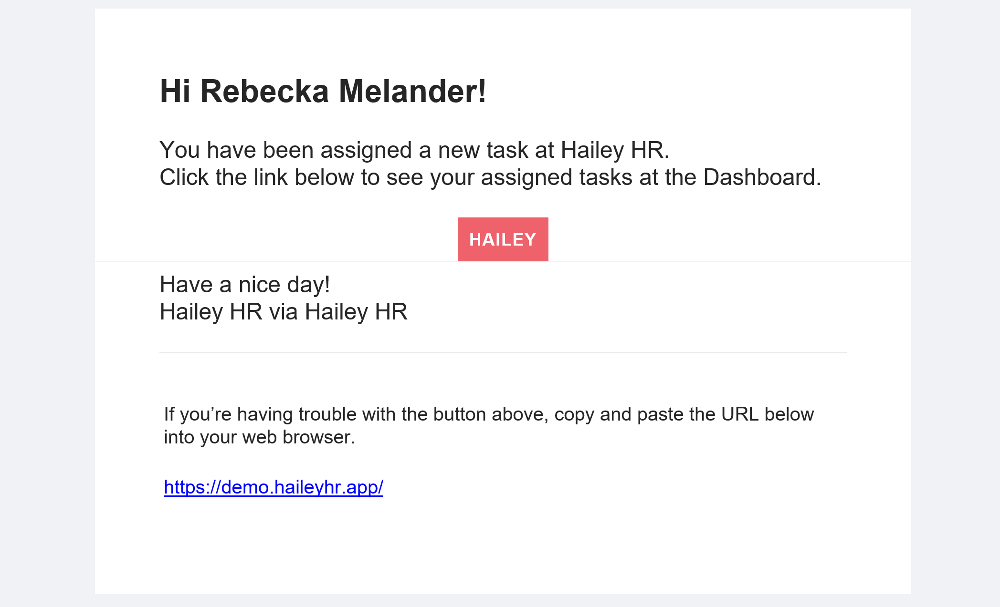 Hi Rebecka Melander!
You have been assigned a new task at Hailey HR.
Click the link below to see your assigned tasks at the Dashboard.
HAILEY
Have a nice day!
Hailey HR via Hailey HR
If you’re having trouble with the button above, copy and paste the URL below
into your web browser.
https://demo.haileyhr.app/